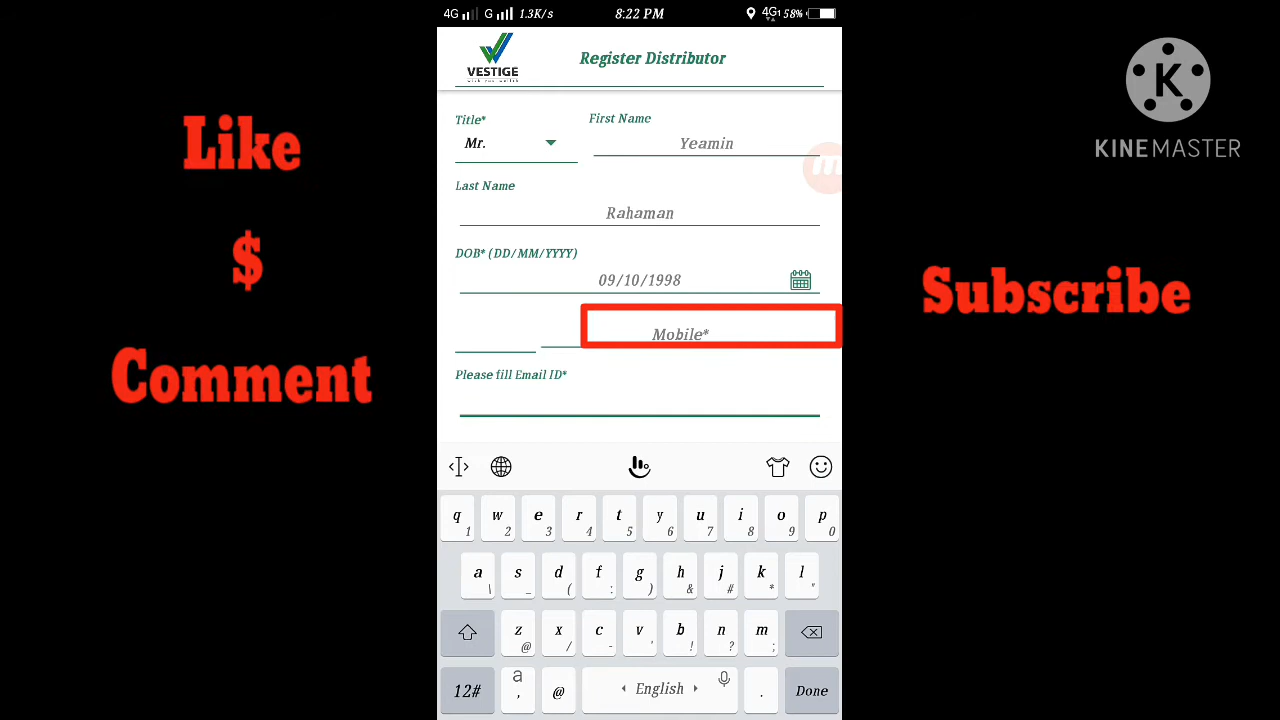 4G G 1.3K/s 8:22 PM 4G 58%
VESTIGE
Register Distributor
Title*
First Name
Mr.
Yeamin
Last Name
Rahaman
DOB* (DD/MM/YYYY)
09/10/1998
Mobile*
Please fill Email ID*
Like
$
Comment
Subscribe
K
KINEMASTER
q w e r t y u i o p
1 2 3 4 5 6 7 8 9 0
a s d f g h j k l
\ _ ( : ) & # * "
z x c v b n m
@ / - ' ! ? ;
12# a , @ English . Done